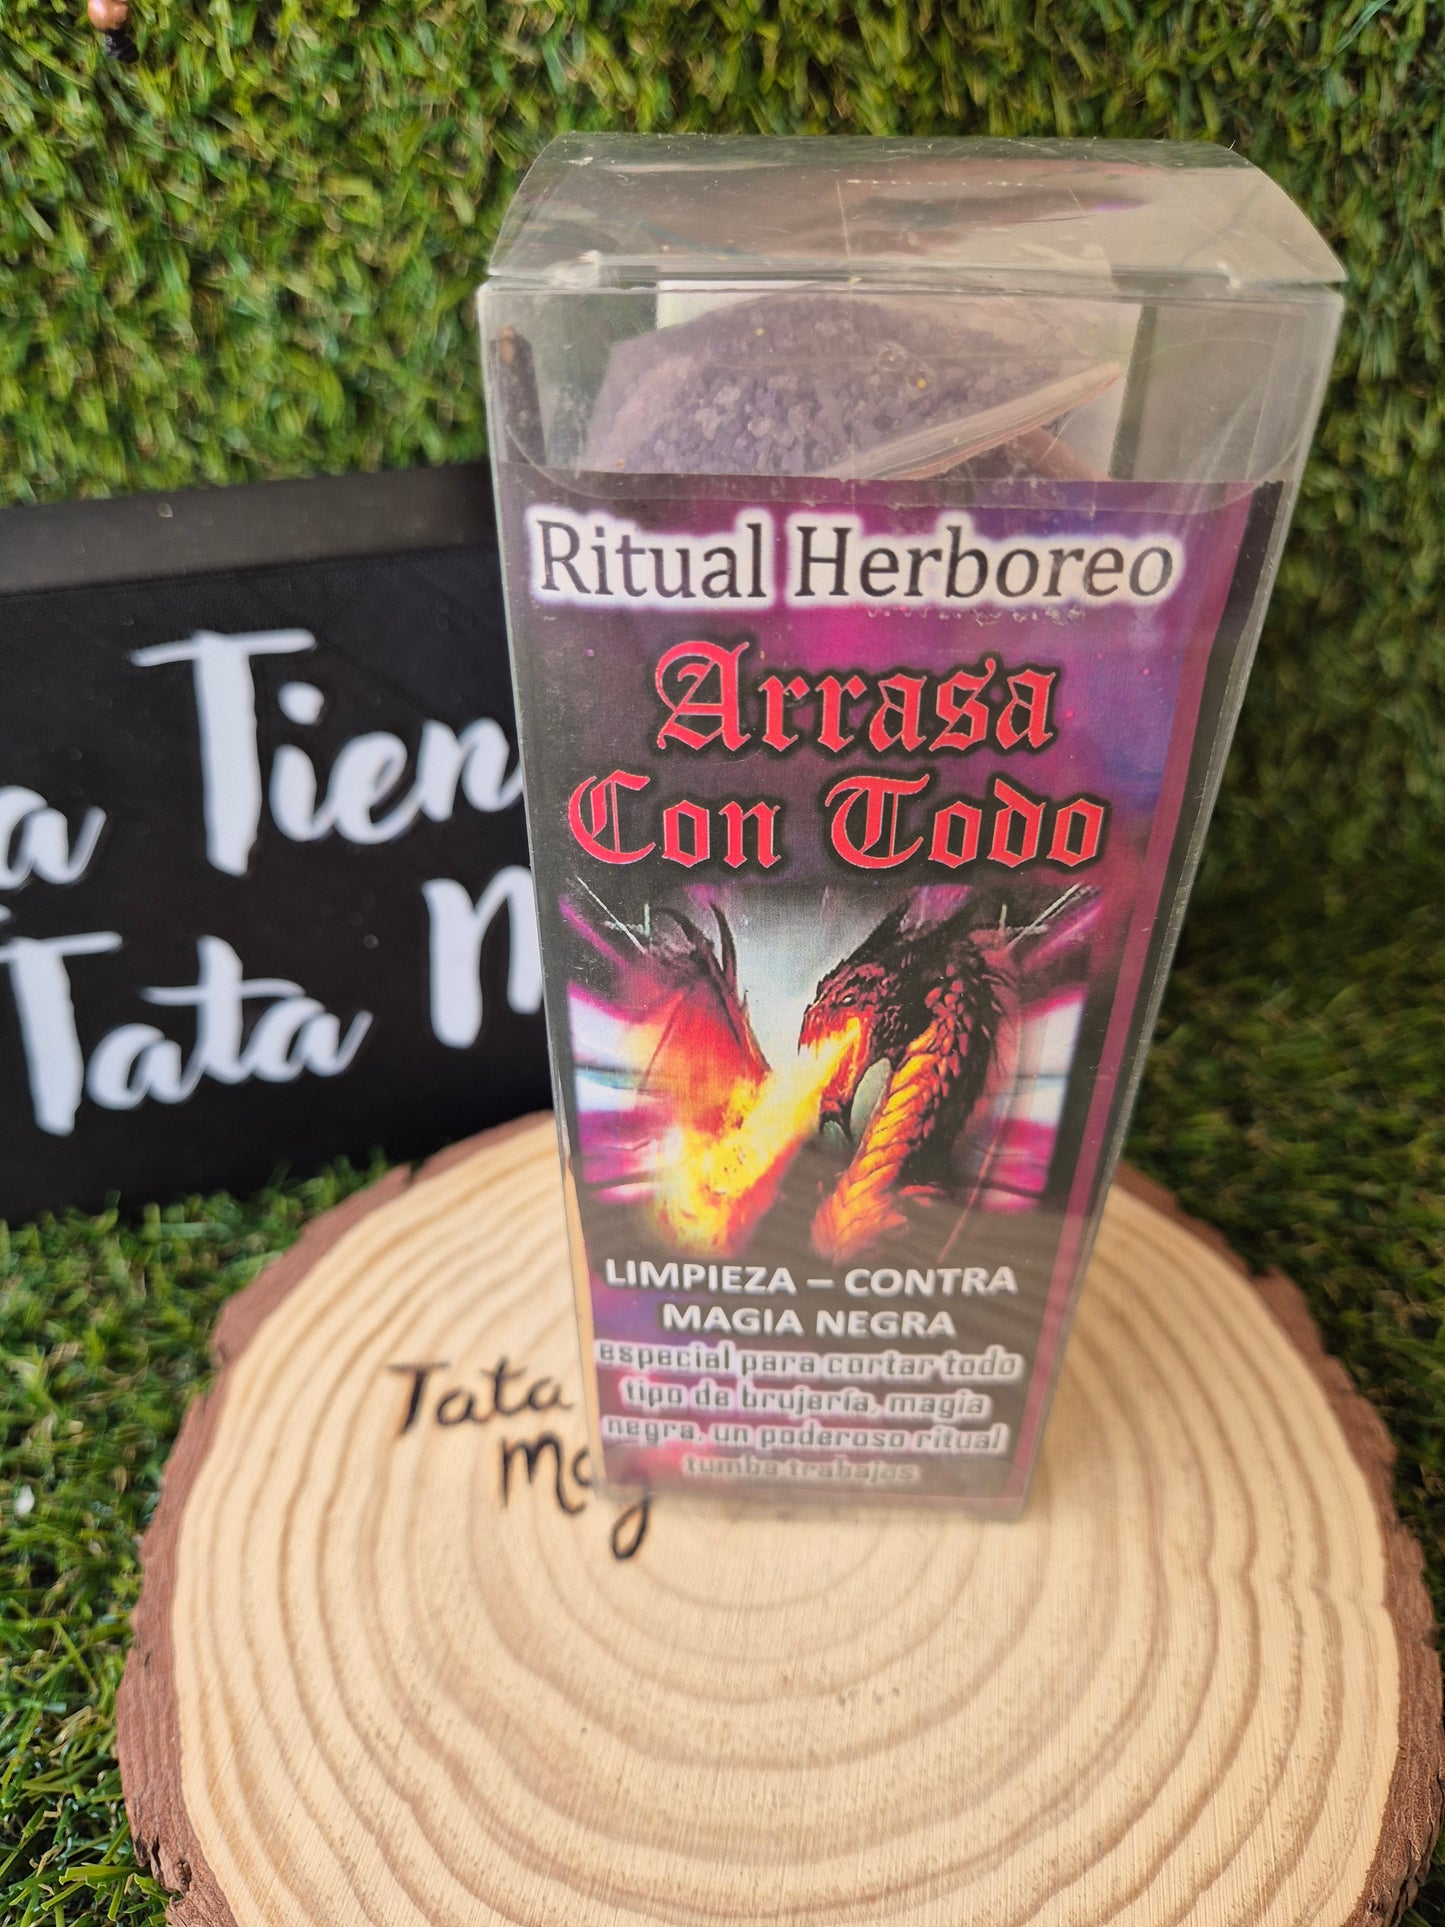 Ritual Herboreo
Arrasa
Con Todo
LIMPIEZA – CONTRA
MAGIA NEGRA
especial para cortar todo
tipo de brujería, magia
negra, un poderoso ritual
tumba trabajos
a Tien
Tata M
Tata